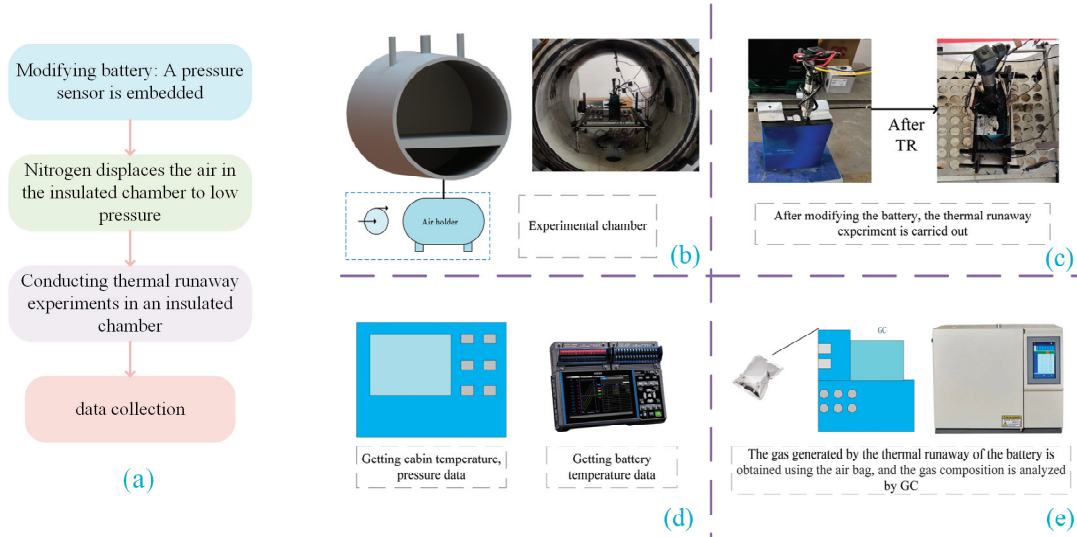 Modifying battery: A pressure
sensor is embedded
Nitrogen displaces the air in
the insulated chamber to low
pressure
Conducting thermal runaway
experiments in an insulated
chamber
data collection
(a)
Air holder
Experimental chamber
(b)
After
TR
After modifying the battery, the thermal runaway
experiment is carried out
(c)
Getting cabin temperature,
pressure data
Getting battery
temperature data
(d)
GC
The gas generated by the thermal runaway of the battery is
obtained using the air bag, and the gas composition is analyzed
by GC
(e)